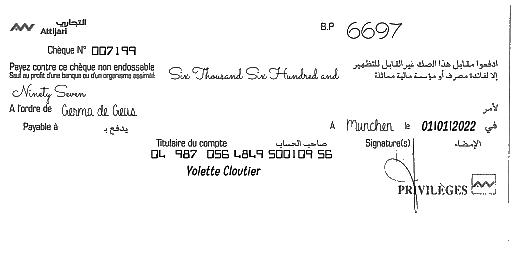 التجاري
Attijari
B.P 6697
Chèque N° 007199
Payez contre ce chèque non endossable
Sauf au profit d'une banque ou d'un organisme assimilé
Six Thousand Six Hundred and
ادفعوا مقابل هذا الصك غير القابل للتظهير
إلا لفائدة مصرف أو مؤسسة مالية مماثلة
Ninety Seven
A l'ordre de Germa de Geus
لأمر
Payable à يدفع بـ
A Munchen le 01/01/2022 في
Titulaire du compte صاحب الحساب
Signature(s) الإمضاء
04 987 056 4849 500109 56
Yolette Cloutier
PRIVILÈGES